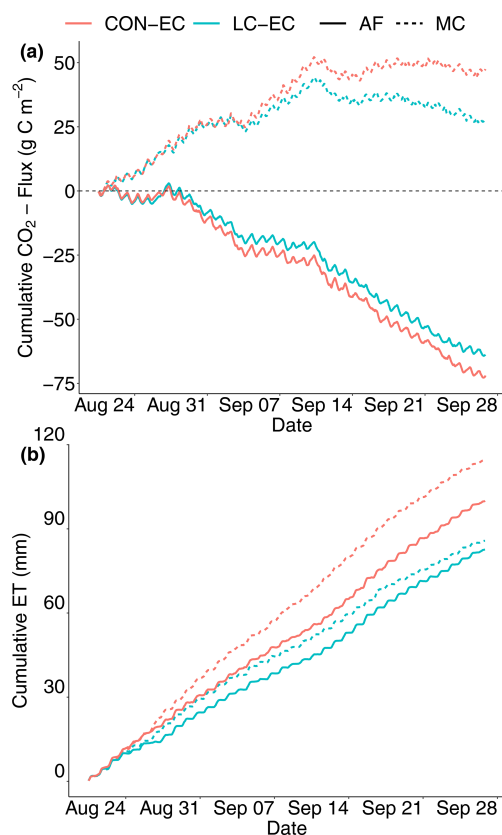 CON−EC LC−EC AF MC
(a)
Cumulative CO₂ − Flux (g C m⁻²)
50
25
0
−25
−50
−75
Aug 24 Aug 31 Sep 07 Sep 14 Sep 21 Sep 28
Date
(b)
Cumulative ET (mm)
120
90
60
30
0
Aug 24 Aug 31 Sep 07 Sep 14 Sep 21 Sep 28
Date